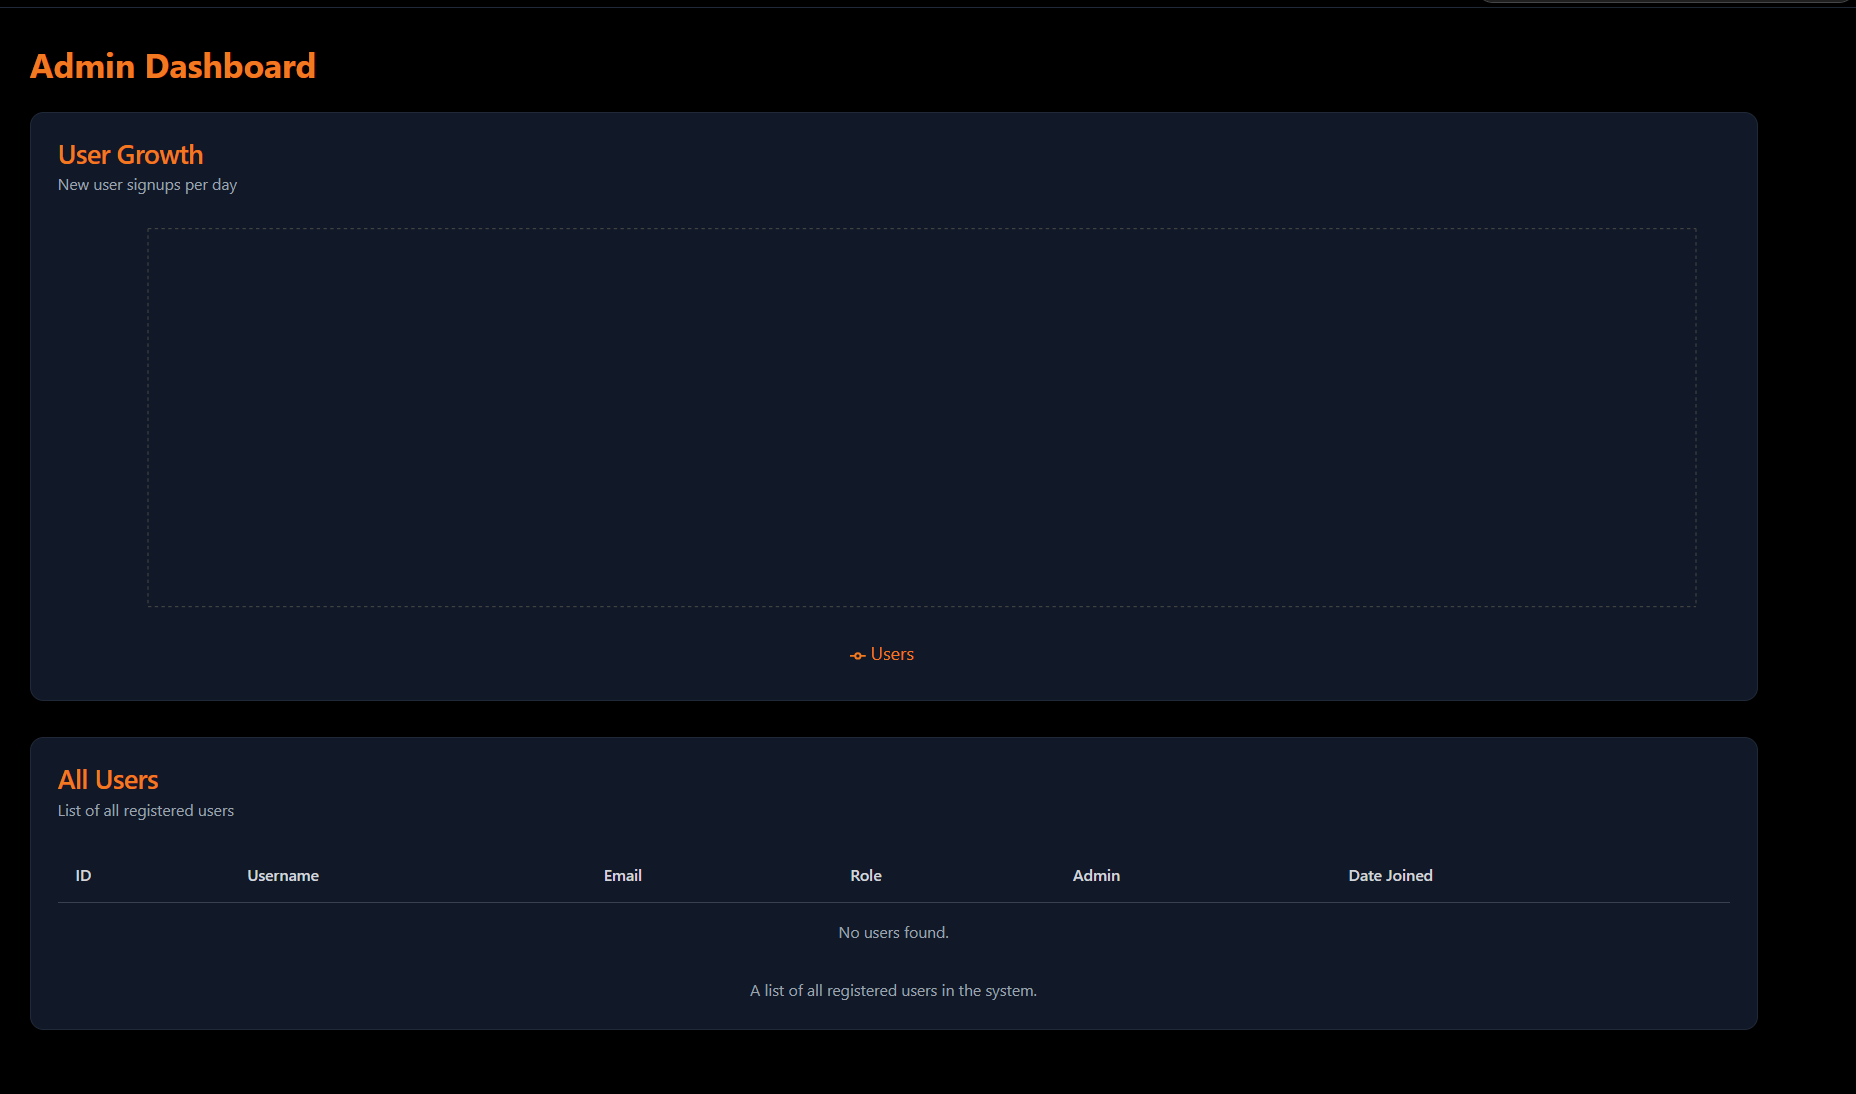 Admin Dashboard
User Growth
New user signups per day
Users
All Users
List of all registered users
ID Username Email Role Admin Date Joined
No users found.
A list of all registered users in the system.